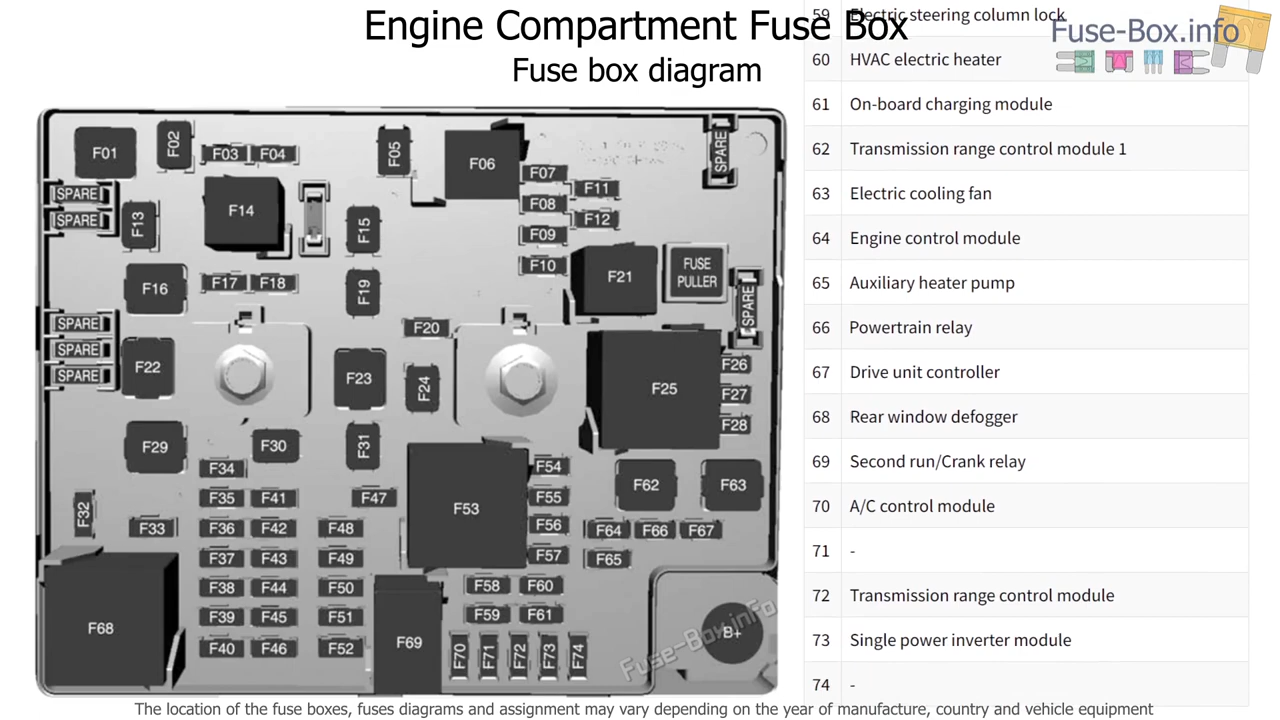 Engine Compartment Fuse Box
Fuse box diagram
Fuse-Box.info
F01
F02
F03
F04
F05
F06
SPARE
F07
F11
SPARE
SPARE
F13
F14
F15
F08
F12
F09
F10
F21
FUSE
PULLER
SPARE
F16
F17
F18
F19
F20
SPARE
SPARE
SPARE
F22
F23
F24
F25
F26
F27
F28
F29
F30
F31
F34
F35
F41
F47
F53
F54
F55
F62
F63
F32
F33
F36
F42
F48
F56
F64
F66
F67
F37
F43
F49
F57
F65
F38
F44
F50
F58
F60
F39
F45
F51
F59
F61
F68
F40
F46
F52
F69
F70
F71
F72
F73
F74
B+
Fuse-Box.info
59 Electric steering column lock
60 HVAC electric heater
61 On-board charging module
62 Transmission range control module 1
63 Electric cooling fan
64 Engine control module
65 Auxiliary heater pump
66 Powertrain relay
67 Drive unit controller
68 Rear window defogger
69 Second run/Crank relay
70 A/C control module
71 -
72 Transmission range control module
73 Single power inverter module
74 -
The location of the fuse boxes, fuses diagrams and assignment may vary depending on the year of manufacture, country and vehicle equipment